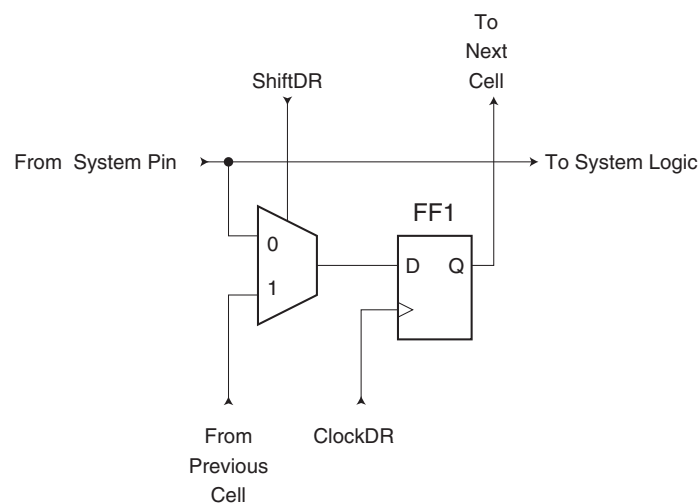 To
Next
Cell
ShiftDR
From System Pin
To System Logic
FF1
0
D Q
1
From
Previous
Cell
ClockDR